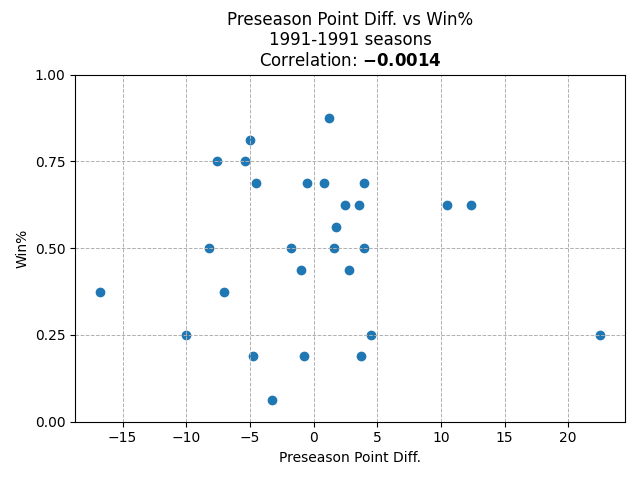 Preseason Point Diff. vs Win%
1991-1991 seasons
Correlation: −0.0014
1.00
0.75
0.50
0.25
0.00
Win%
−15 −10 −5 0 5 10 15 20
Preseason Point Diff.